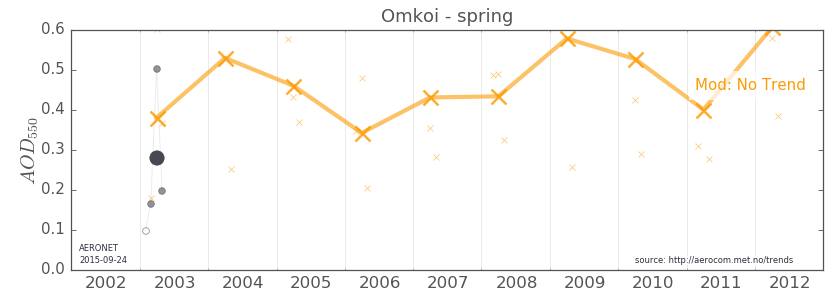 Omkoi - spring
0.6
0.5
0.4
0.3
0.2
0.1
0.0
AOD550
Mod: No Trend
AERONET
2015-09-24
source: http://aerocom.met.no/trends
2002 2003 2004 2005 2006 2007 2008 2009 2010 2011 2012